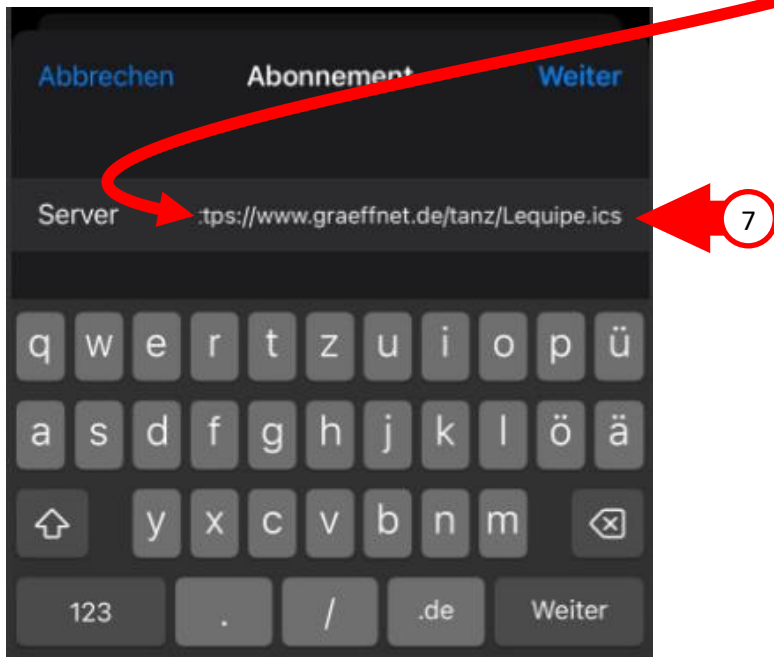 Abbrechen Abonnement Weiter
Server :tps://www.graeffnet.de/tanz/Lequipe.ics
7
q w e r t z u i o p ü
a s d f g h j k l ö ä
y x c v b n m
123 . / .de Weiter